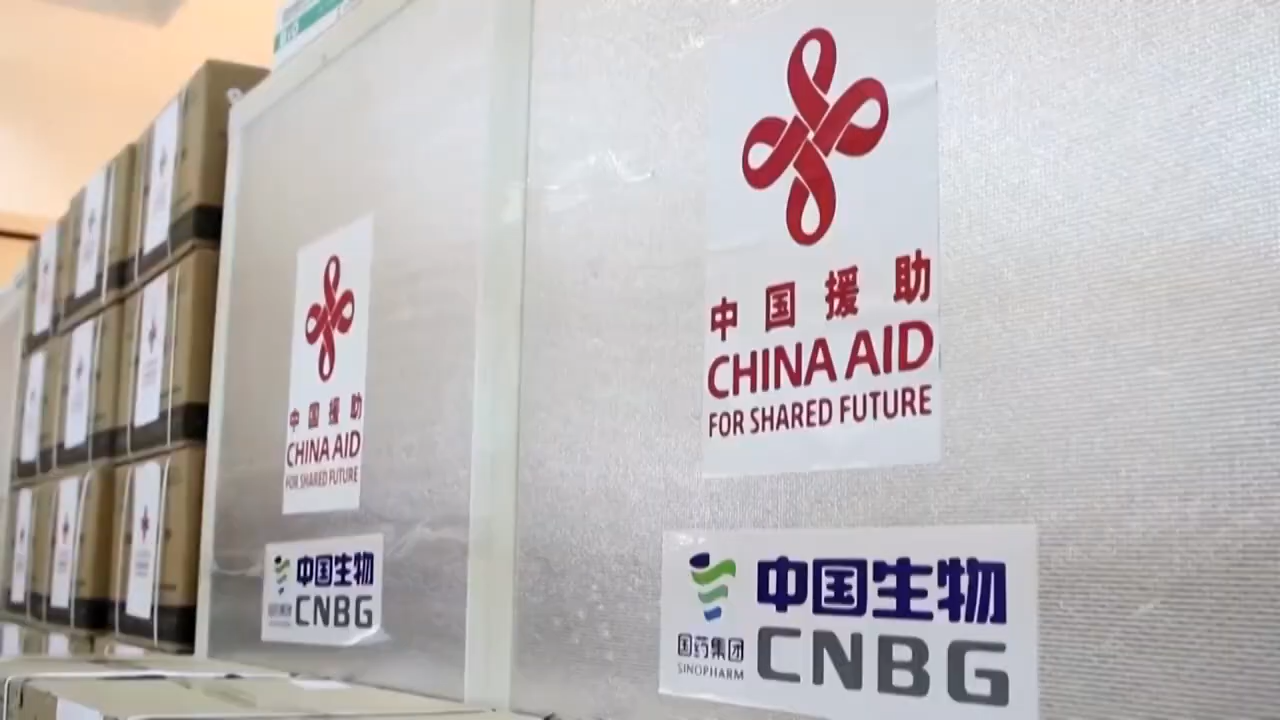 中国援助
CHINA AID
FOR SHARED FUTURE
中国生物
CNBG
中国援助
CHINA AID
FOR SHARED FUTURE
国药集团
SINOPHARM
中国生物
CNBG